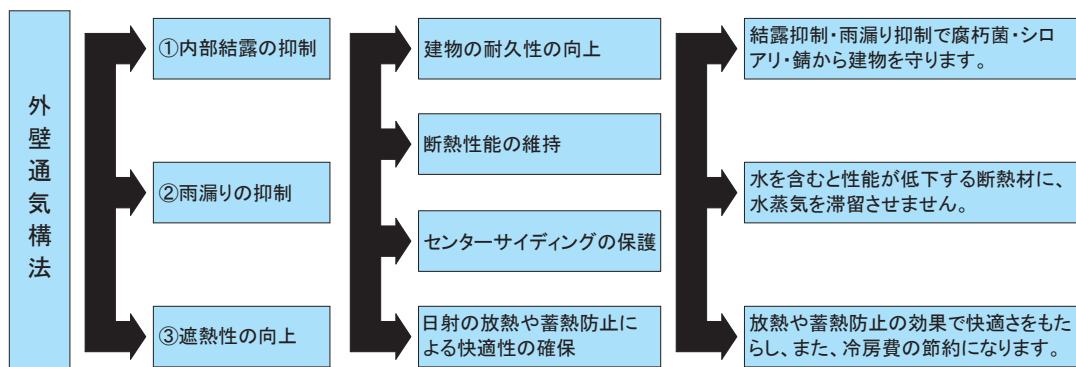 外壁通気構法
①内部結露の抑制
②雨漏りの抑制
③遮熱性の向上
建物の耐久性の向上
断熱性能の維持
センターサイディングの保護
日射の放熱や蓄熱防止に
よる快適性の確保
結露抑制・雨漏り抑制で腐朽菌・シロ
アリ・錆から建物を守ります。
水を含むと性能が低下する断熱材に、
水蒸気を滞留させません。
放熱や蓄熱防止の効果で快適さをもた
らし、また、冷房費の節約になります。